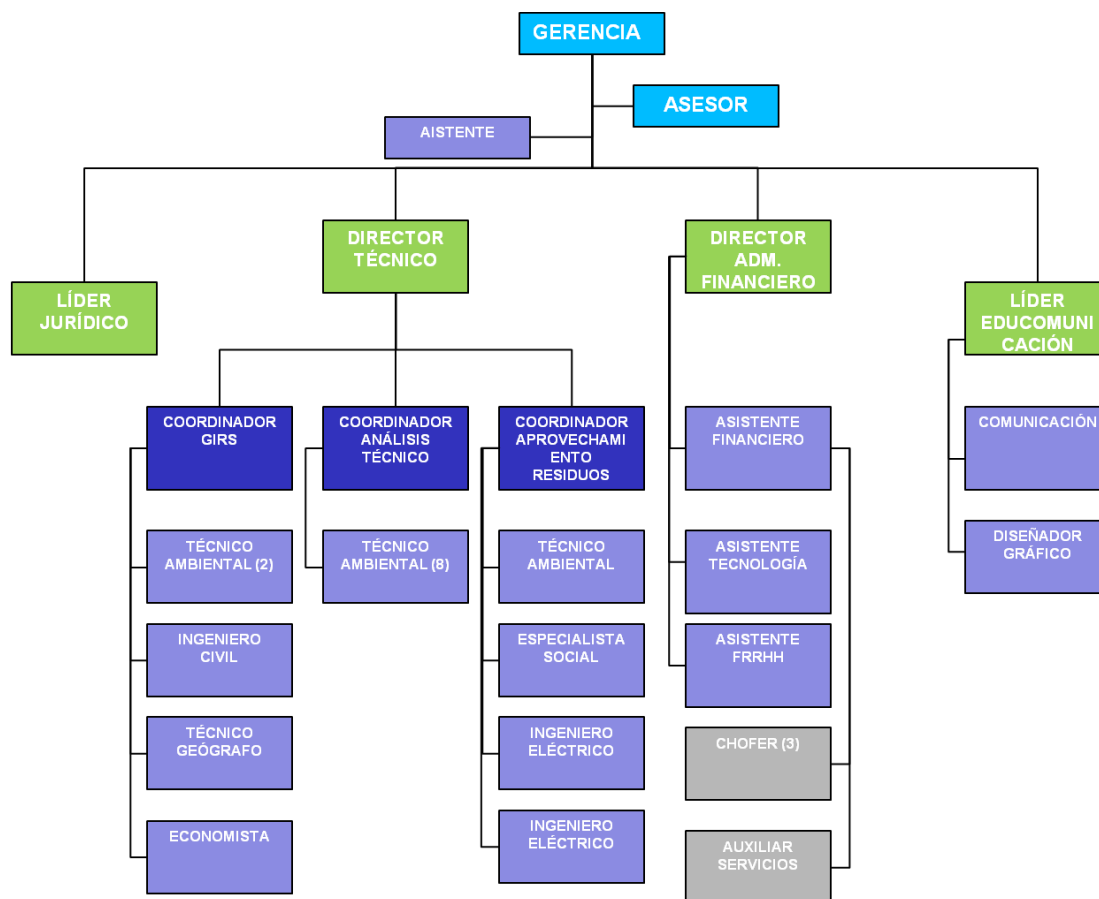 GERENCIA
ASESOR
AISTENTE
DIRECTOR
TÉCNICO
DIRECTOR
ADM.
FINANCIERO
LÍDER
JURÍDICO
LÍDER
EDUCOMUNI
CACIÓN
COORDINADOR
GIRS
COORDINADOR
ANÁLISIS
TÉCNICO
COORDINADOR
APROVECHAMI
ENTO
RESIDUOS
ASISTENTE
FINANCIERO
COMUNICACIÓN
TÉCNICO
AMBIENTAL (2)
TÉCNICO
AMBIENTAL (8)
TÉCNICO
AMBIENTAL
ASISTENTE
TECNOLOGÍA
DISEÑADOR
GRÁFICO
INGENIERO
CIVIL
ESPECIALISTA
SOCIAL
ASISTENTE
FRRHH
TÉCNICO
GEÓGRAFO
INGENIERO
ELÉCTRICO
CHOFER (3)
ECONOMISTA
INGENIERO
ELÉCTRICO
AUXILIAR
SERVICIOS